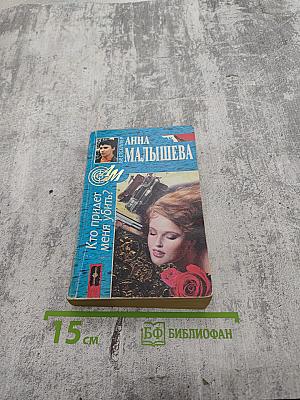 АННА
МАЛЫШЕВА
Кто придет
меня убить?
15 см
БФ БИБЛИОФАН